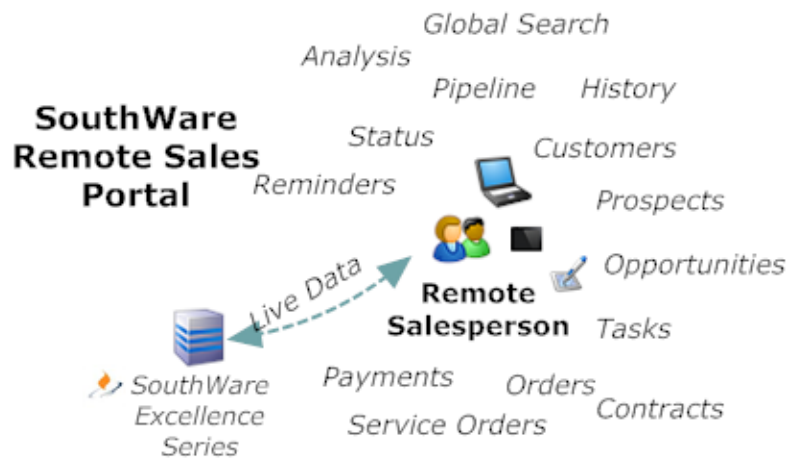 Global Search
Analysis
Pipeline
History
SouthWare
Remote Sales
Portal
Status
Customers
Reminders
Prospects
Opportunities
Live Data
Remote
Salesperson
Tasks
Payments
Orders
SouthWare
Excellence
Series
Contracts
Service Orders